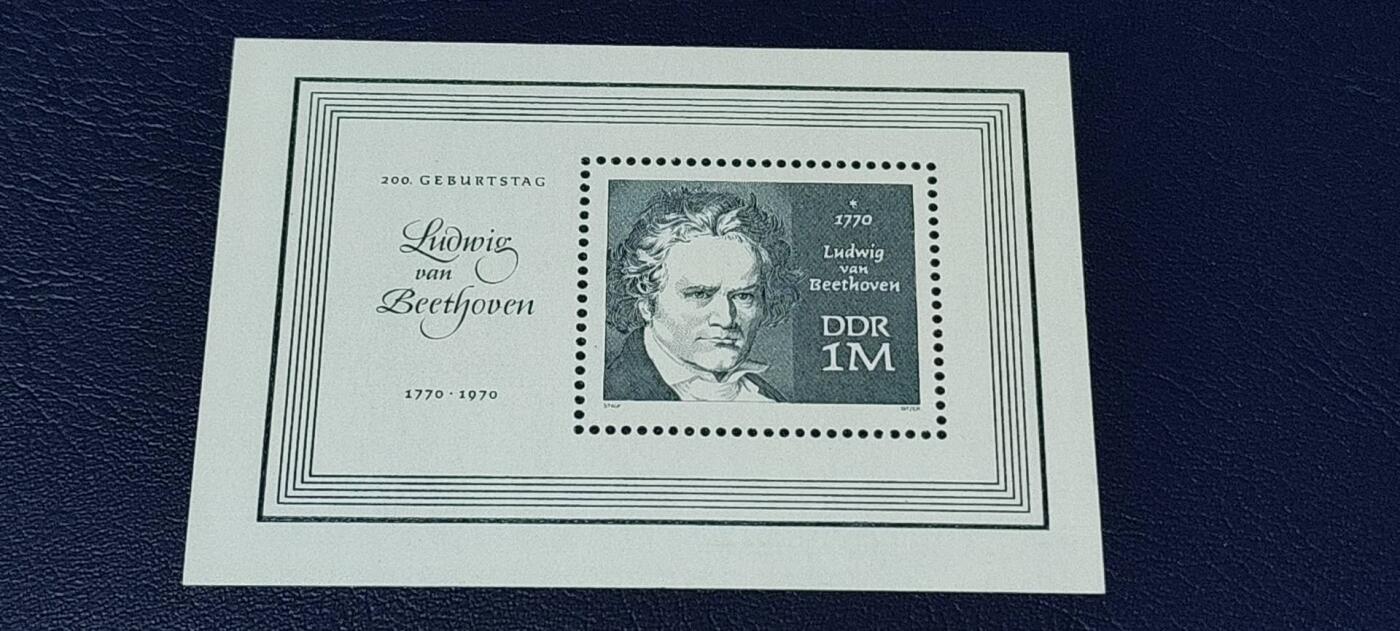 200. GEBURTSTAG
Ludwig
van
Beethoven
1770 · 1970
*
1770
Ludwig
van
Beethoven
DDR
1M